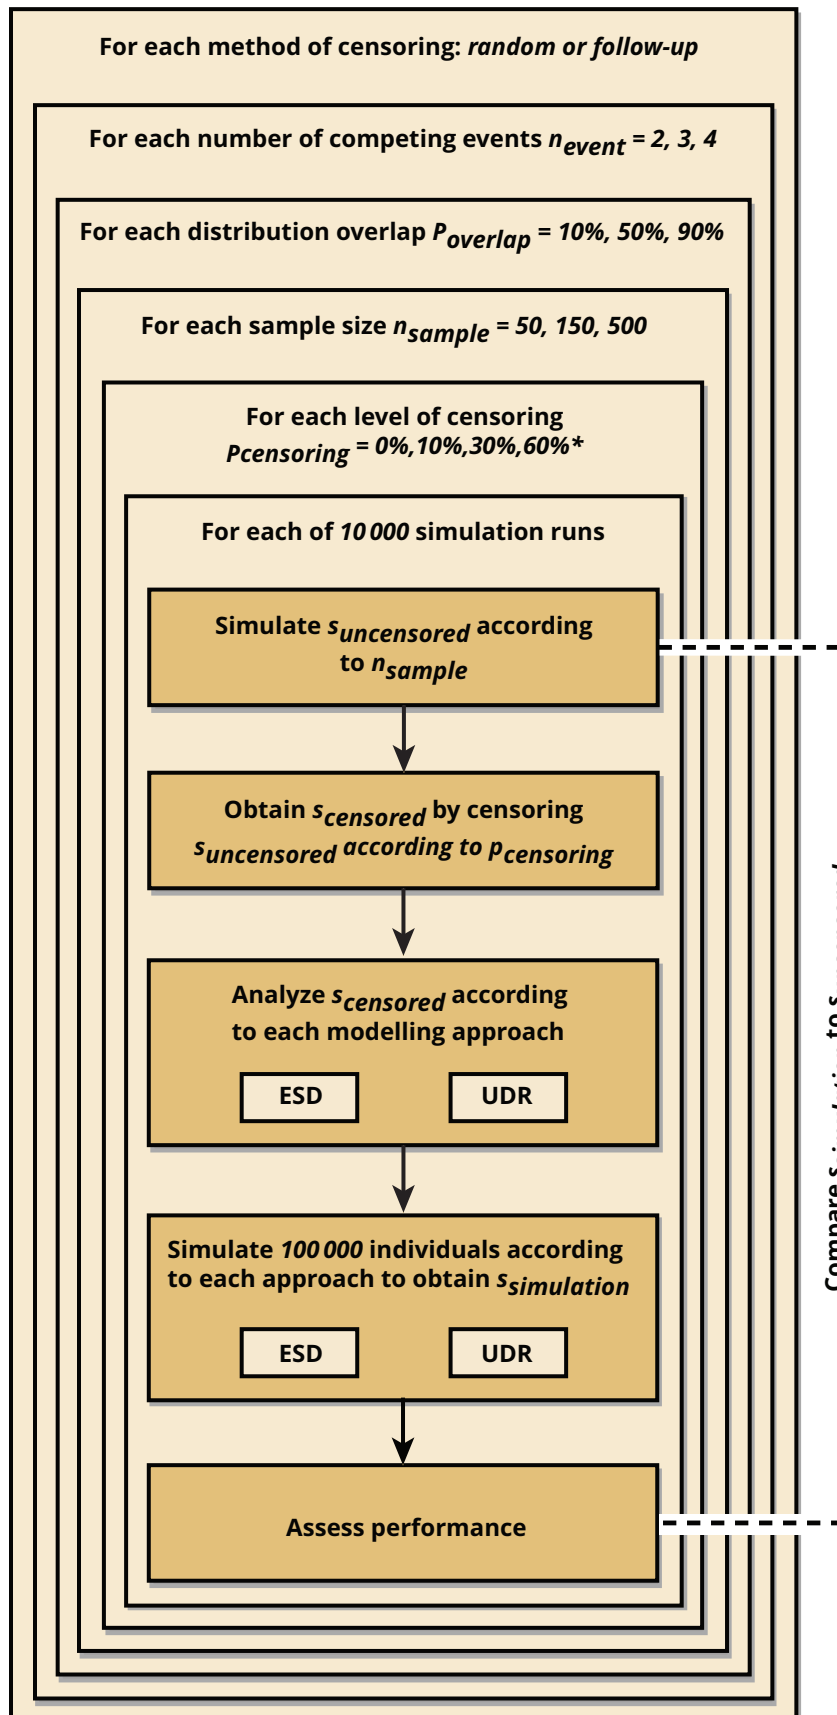 For each method of censoring: random or follow-up
For each number of competing events nevent = 2, 3, 4
For each distribution overlap Poverlap = 10%, 50%, 90%
For each sample size nsample = 50, 150, 500
For each level of censoring
Pcensoring = 0%,10%,30%,60%*
For each of 10 000 simulation runs
Simulate suncensored according
to nsample
Obtain scensored by censoring
suncensored according to pcensoring
Analyze scensored according
to each modelling approach
ESD UDR
Simulate 100 000 individuals according
to each approach to obtain ssimulation
ESD UDR
Assess performance
Compare to